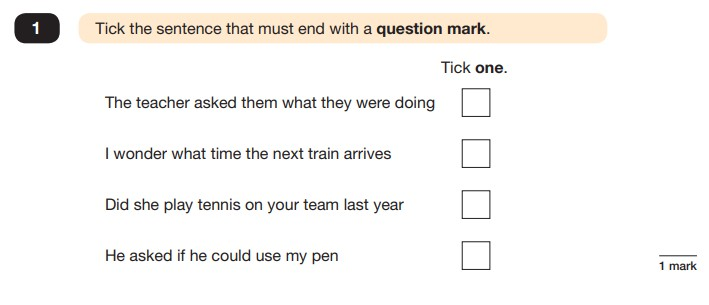 1 Tick the sentence that must end with a question mark.
Tick one.
The teacher asked them what they were doing
I wonder what time the next train arrives
Did she play tennis on your team last year
He asked if he could use my pen
1 mark